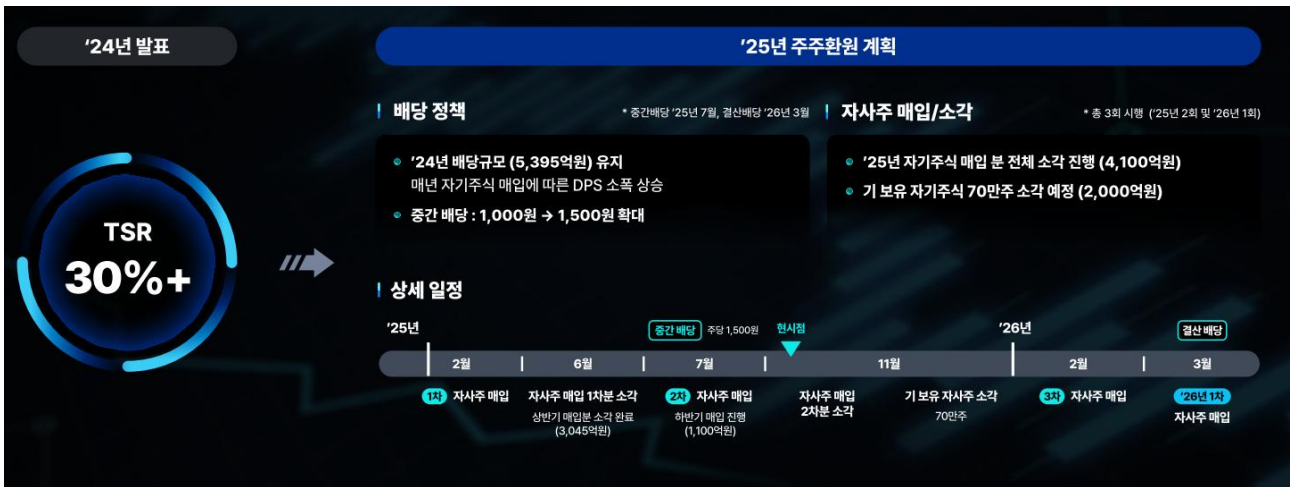 '24년 발표
'25년 주주환원 계획
TSR
30%+
배당 정책
* 중간배당 '25년 7월, 결산배당 '26년 3월
'24년 배당규모 (5,395억원) 유지
매년 자기주식 매입에 따른 DPS 소폭 상승
중간 배당 : 1,000원 → 1,500원 확대
자사주 매입/소각
* 총 3회 시행 ('25년 2회 및 '26년 1회)
'25년 자기주식 매입 분 전체 소각 진행 (4,100억원)
기 보유 자기주식 70만주 소각 예정 (2,000억원)
상세 일정
'25년
중간 배당 주당 1,500원
현시점
'26년
결산 배당
2월
6월
7월
11월
2월
3월
1차 자사주 매입
자사주 매입 1차분 소각
상반기 매입분 소각 완료
(3,045억원)
2차 자사주 매입
하반기 매입 진행
(1,100억원)
자사주 매입
2차분 소각
기 보유 자사주 소각
70만주
3차 자사주 매입
'26년 1차
자사주 매입